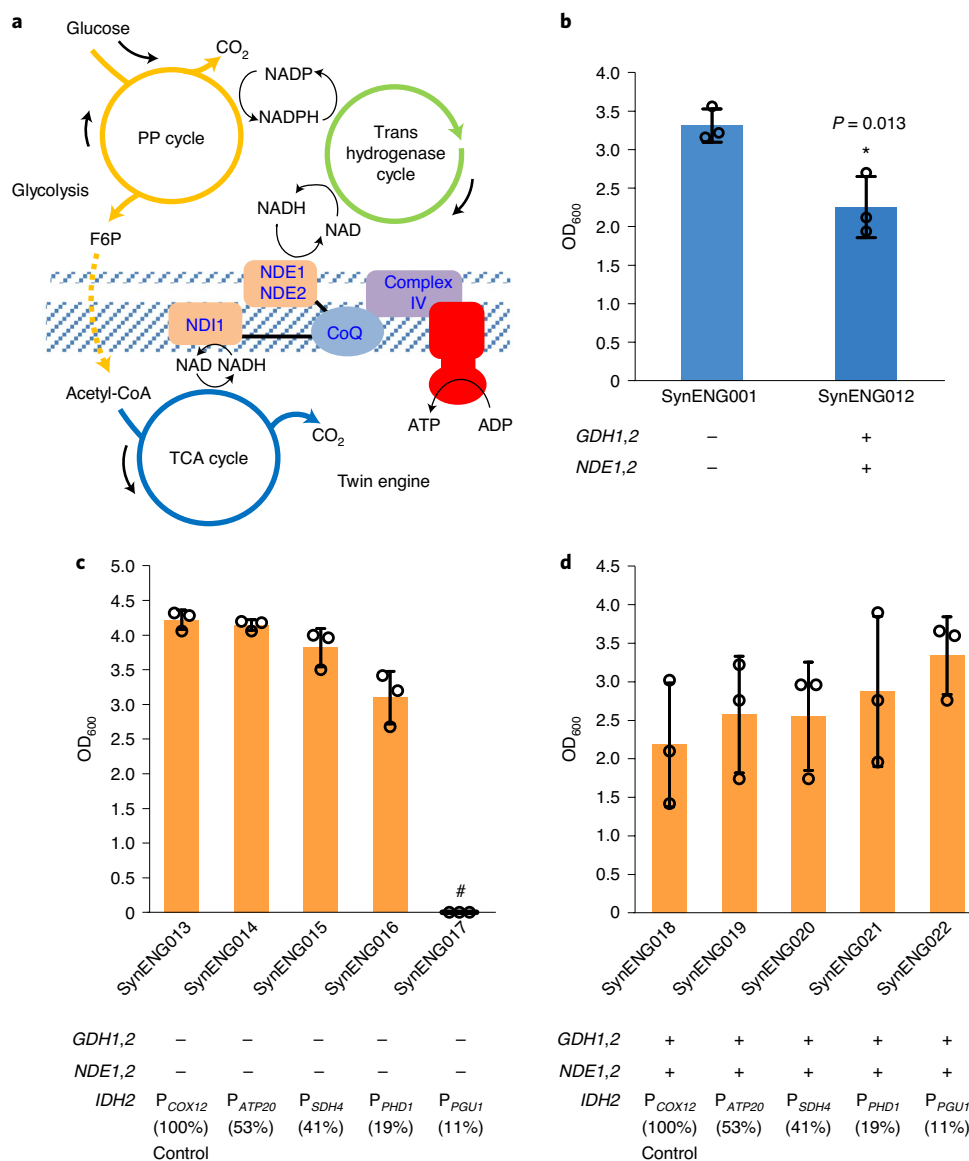 a
Glucose
CO2
NADP
NADPH
PP cycle
Trans
hydrogenase
cycle
Glycolysis
NADH
NAD
F6P
NDE1
NDE2
Complex
IV
NDI1
CoQ
NAD NADH
Acetyl-CoA
ATP
ADP
CO2
TCA cycle
Twin engine
b
4.0
3.5
3.0
2.5
2.0
1.5
1.0
0.5
0
OD600
P = 0.013
*
SynENG001
SynENG012
GDH1,2 – +
NDE1,2 – +
c
5.0
4.5
4.0
3.5
3.0
2.5
2.0
1.5
1.0
0.5
0
OD600
#
SynENG013
SynENG014
SynENG015
SynENG016
SynENG017
GDH1,2 – – – – –
NDE1,2 – – – – –
IDH2 PCOX12 PATP20 PSDH4 PPHD1 PPGU1
(100%) (53%) (41%) (19%) (11%)
Control
d
4.5
4.0
3.5
3.0
2.5
2.0
1.5
1.0
0.5
0
OD600
SynENG018
SynENG019
SynENG020
SynENG021
SynENG022
GDH1,2 + + + + +
NDE1,2 + + + + +
IDH2 PCOX12 PATP20 PSDH4 PPHD1 PPGU1
(100%) (53%) (41%) (19%) (11%)
Control